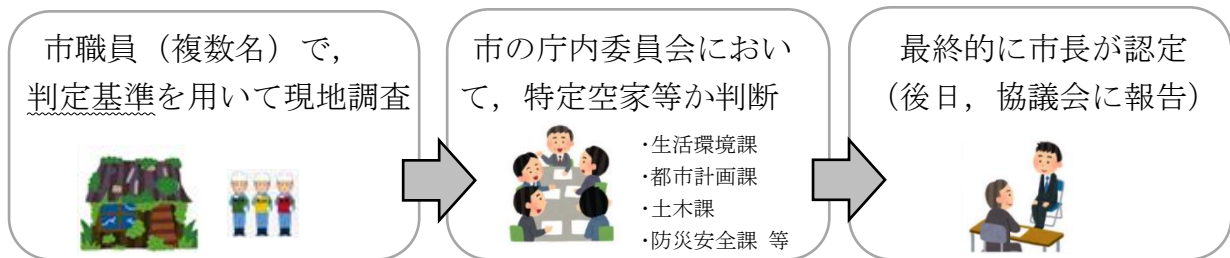 市職員（複数名）で，
判定基準を用いて現地調査
市の庁内委員会におい
て，特定空家等か判断
・生活環境課
・都市計画課
・土木課
・防災安全課 等
最終的に市長が認定
（後日，協議会に報告）